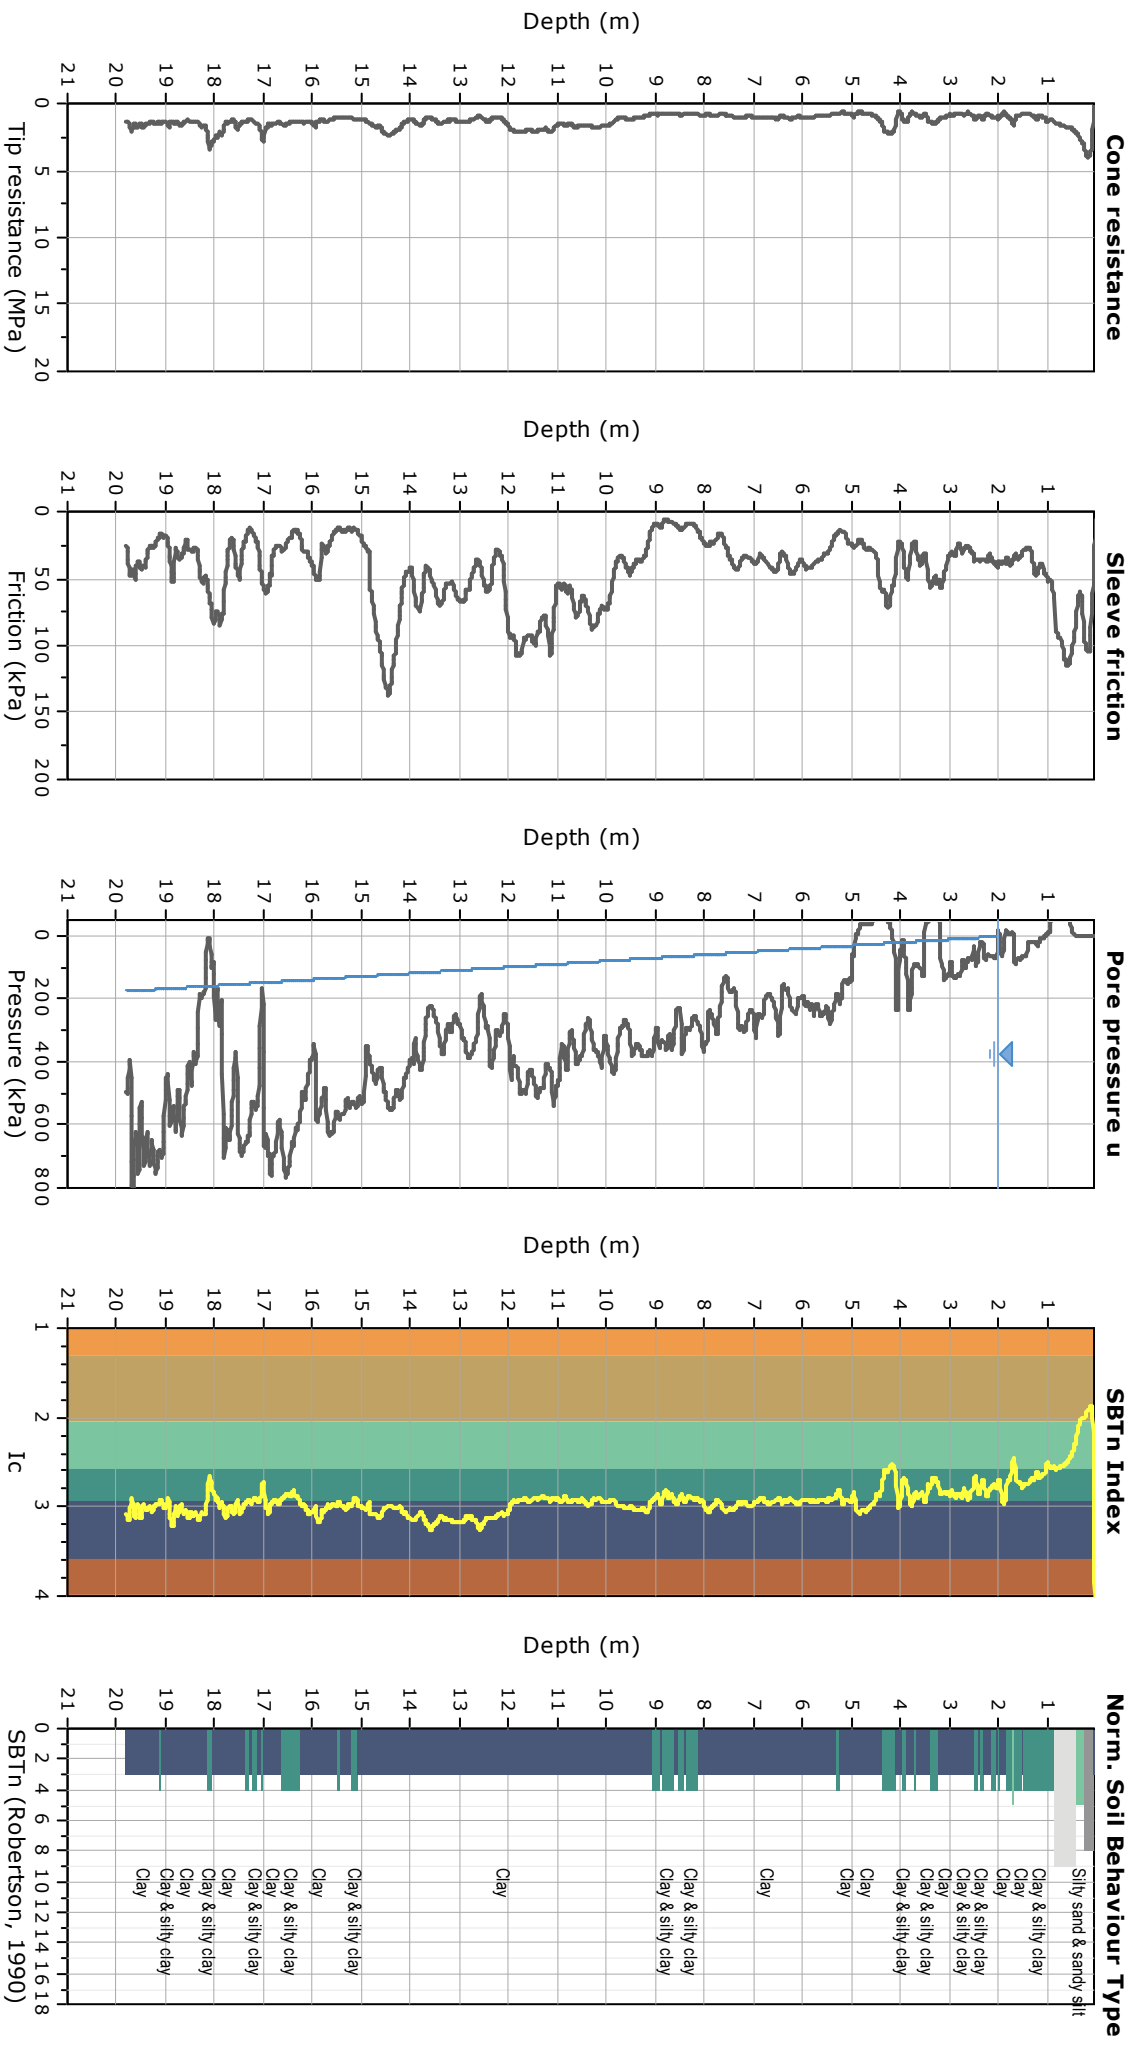 Cone resistance
Depth (m)
1
2
3
4
5
6
7
8
9
10
11
12
13
14
15
16
17
18
19
20
21
0 5 10 15 20
Tip resistance (MPa)
Sleeve friction
Depth (m)
1
2
3
4
5
6
7
8
9
10
11
12
13
14
15
16
17
18
19
20
21
0 50 100 150 200
Friction (kPa)
Pore pressure u
Depth (m)
1
2
3
4
5
6
7
8
9
10
11
12
13
14
15
16
17
18
19
20
21
0 200 400 600 800
Pressure (kPa)
SBTn Index
Depth (m)
1
2
3
4
5
6
7
8
9
10
11
12
13
14
15
16
17
18
19
20
21
1 2 3 4
Ic
Norm. Soil Behaviour Type
Depth (m)
1
2
3
4
5
6
7
8
9
10
11
12
13
14
15
16
17
18
19
20
21
Silty sand & sandy silt
Clay & silty clay
Clay
Clay
Clay & silty clay
Clay & silty clay
Clay
Clay & silty clay
Clay & silty clay
Clay
Clay
Clay
Clay & silty clay
Clay & silty clay
Clay
Clay & silty clay
Clay
Clay & silty clay
Clay
Clay & silty clay
Clay
Clay & silty clay
Clay
Clay & silty clay
Clay
0 2 4 6 8 10 12 14 16 18
SBTn (Robertson, 1990)